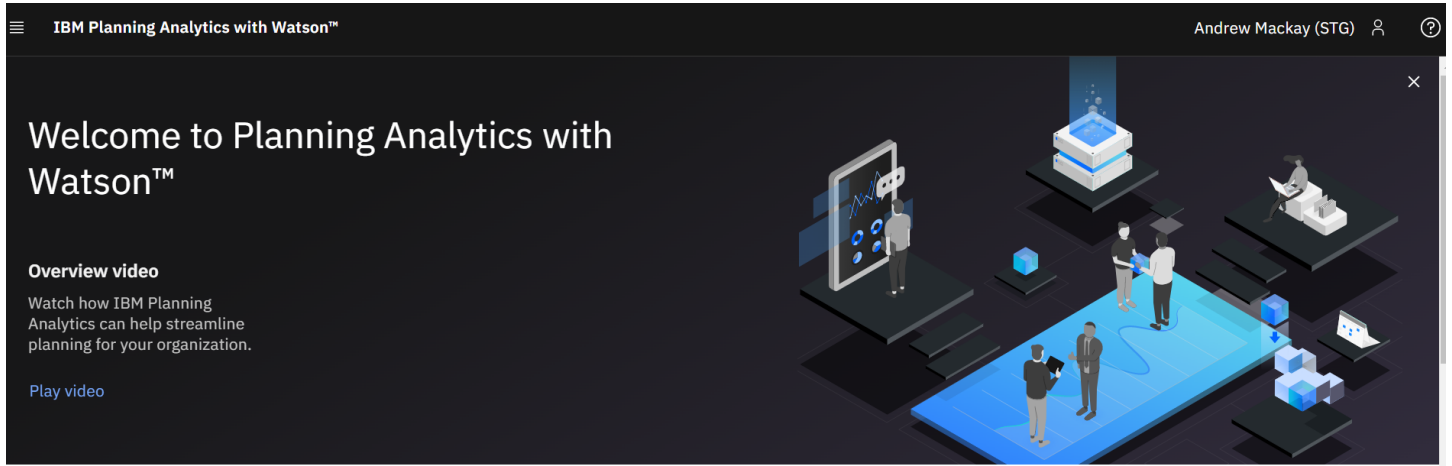 IBM Planning Analytics with Watson™
Andrew Mackay (STG)
Welcome to Planning Analytics with
Watson™
Overview video
Watch how IBM Planning
Analytics can help streamline
planning for your organization.
Play video